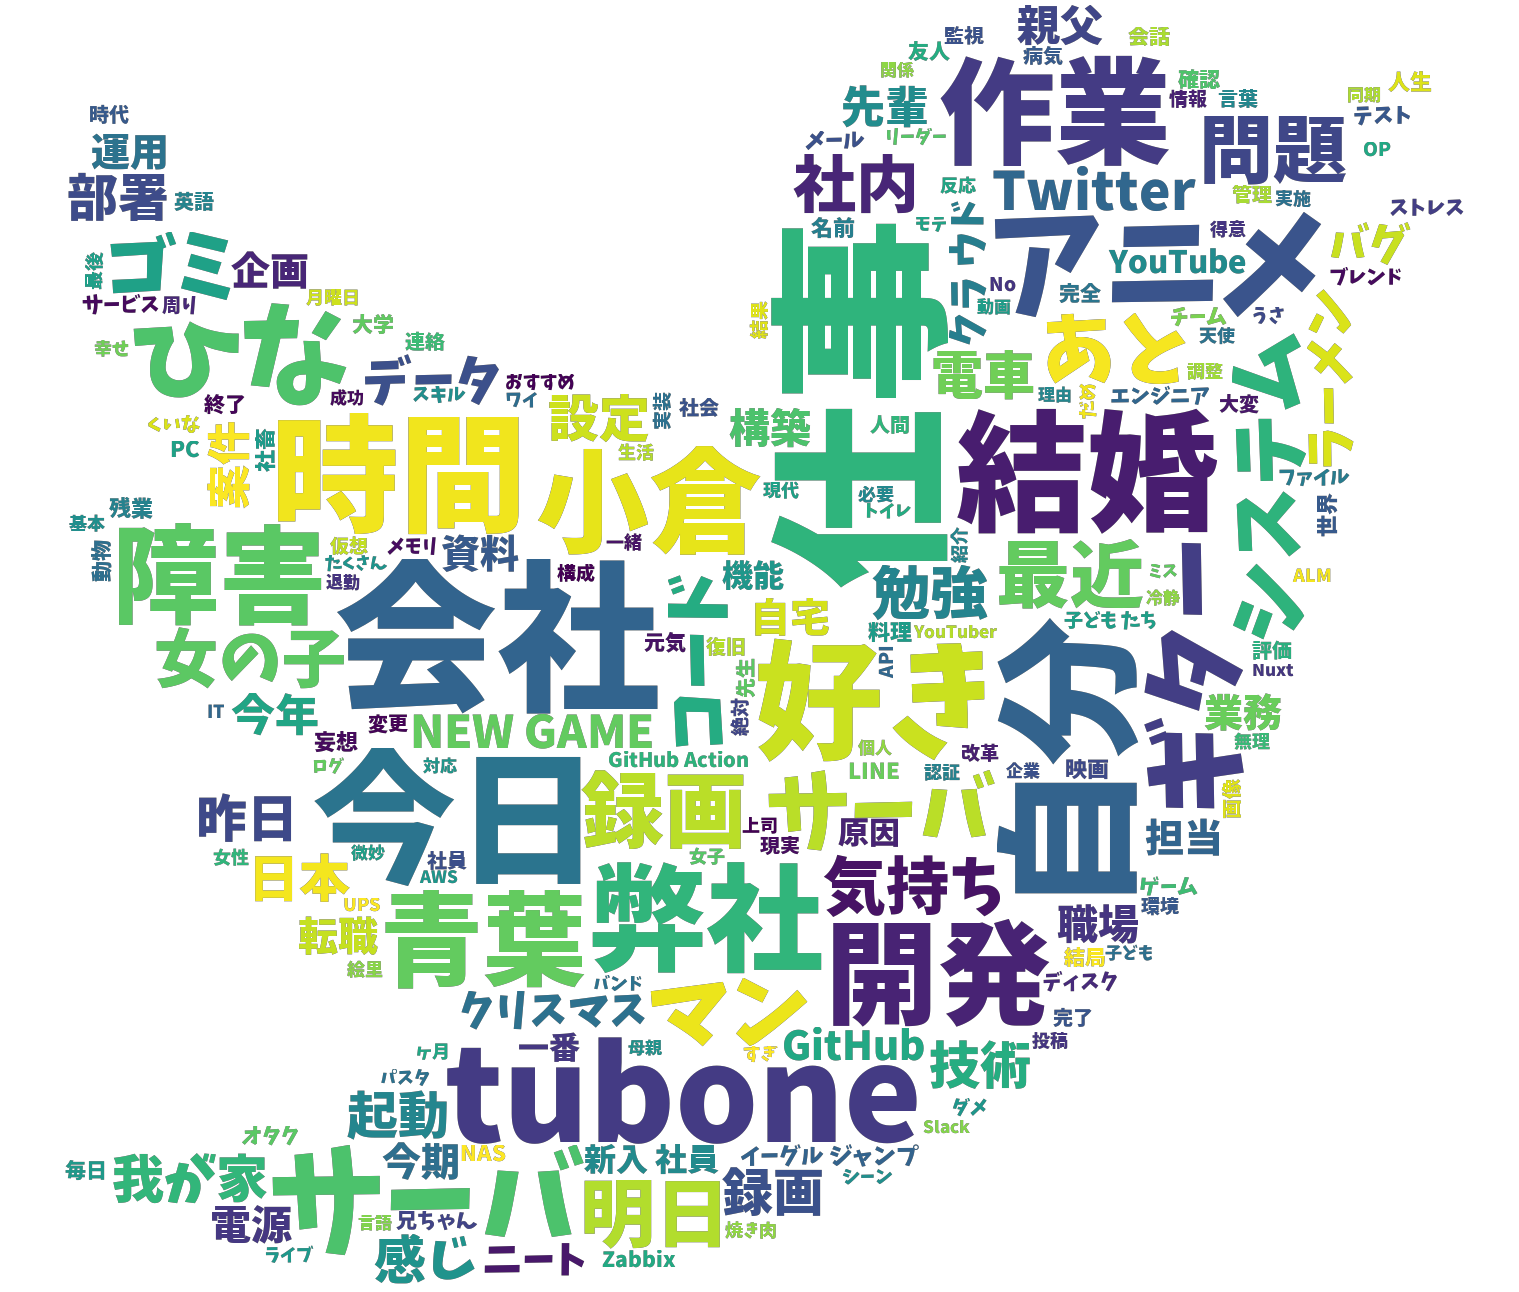 親父
監視
会話
友人
病気
関係
作業
確認
人生
先輩
情報
言葉
同期
時代
リーダー
テスト
メール
問題
OP
運用
社内
反応
Twitter
管理
実施
部署
英語
ストレス
名前
モテ
クラウド
アニメ
得意
バグ
ゴミ
企画
最後
仕事
YouTube
ブレンド
サービス
周り
月曜日
No
動画
完全
うさ
ひな
大学
結果
チーム
天使
幸せ
連絡
あと
ラーメン
データ
スキル
おすすめ
電車
調整
終了
成功
ワイ
理由
だめ
エンジニア
大変
システム
くいな
PC
案件
社畜
時間
設定
実装
社会
構築
人間
結婚
生活
小倉
ファイル
現代
必要
トイレ
残業
基本
世界
障害
仮想
メモリ
資料
一緒
紹介
動物
たくさん
退勤
構成
機能
勉強
最近
ミス
冷静
ALM
会社
コード
自宅
子どもたち
ギター
女の子
元気
復旧
料理
YouTuber
評価
API
Nuxt
先生
好き
自分
IT
今年
変更
NEW GAME
絶対
業務
妄想
無理
ログ
対応
GitHub Action
個人
改革
LINE
認証
企業
映画
今日
録画
サーバ
画像
昨日
上司
原因
担当
女性
微妙
社員
現実
女子
日本
AWS
気持ち
ゲーム
UPS
青葉
弊社
環境
転職
開発
職場
絵里
結局
子ども
バンド
ディスク
クリスマス
マン
完了
一番
母親
すぎ
GitHub
投稿
ヶ月
tubone
技術
パスタ
起動
ダメ
Slack
オタク
今期
NAS
新入社員
イーグルジャンプ
毎日
我が家
サーバ
シーン
明日
録画
電源
言語
兄ちゃん
焼き肉
ライブ
感じ
ニート
Zabbix